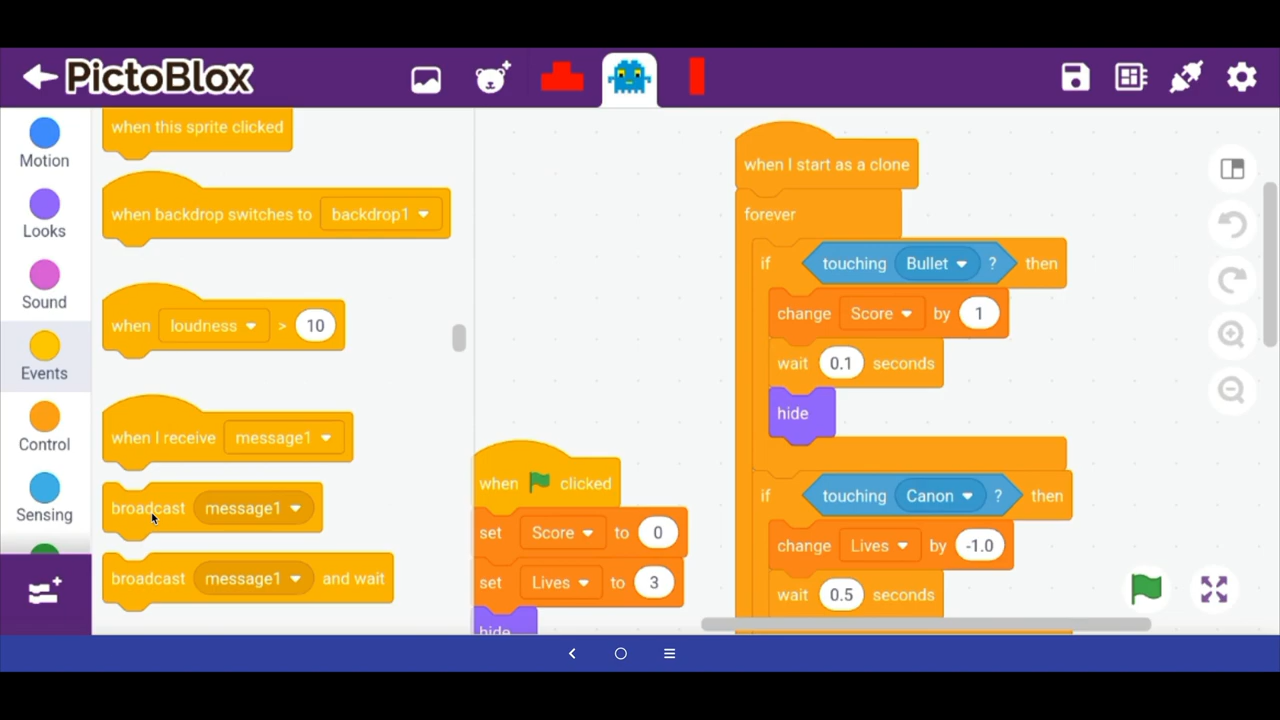 PictoBlox
Motion
Looks
Sound
Events
Control
Sensing
when this sprite clicked
when backdrop switches to backdrop1
when loudness > 10
when I receive message1
broadcast message1
broadcast message1 and wait
when clicked
set Score to 0
set Lives to 3
hide
when I start as a clone
forever
if touching Bullet ? then
change Score by 1
wait 0.1 seconds
hide
if touching Canon ? then
change Lives by -1.0
wait 0.5 seconds